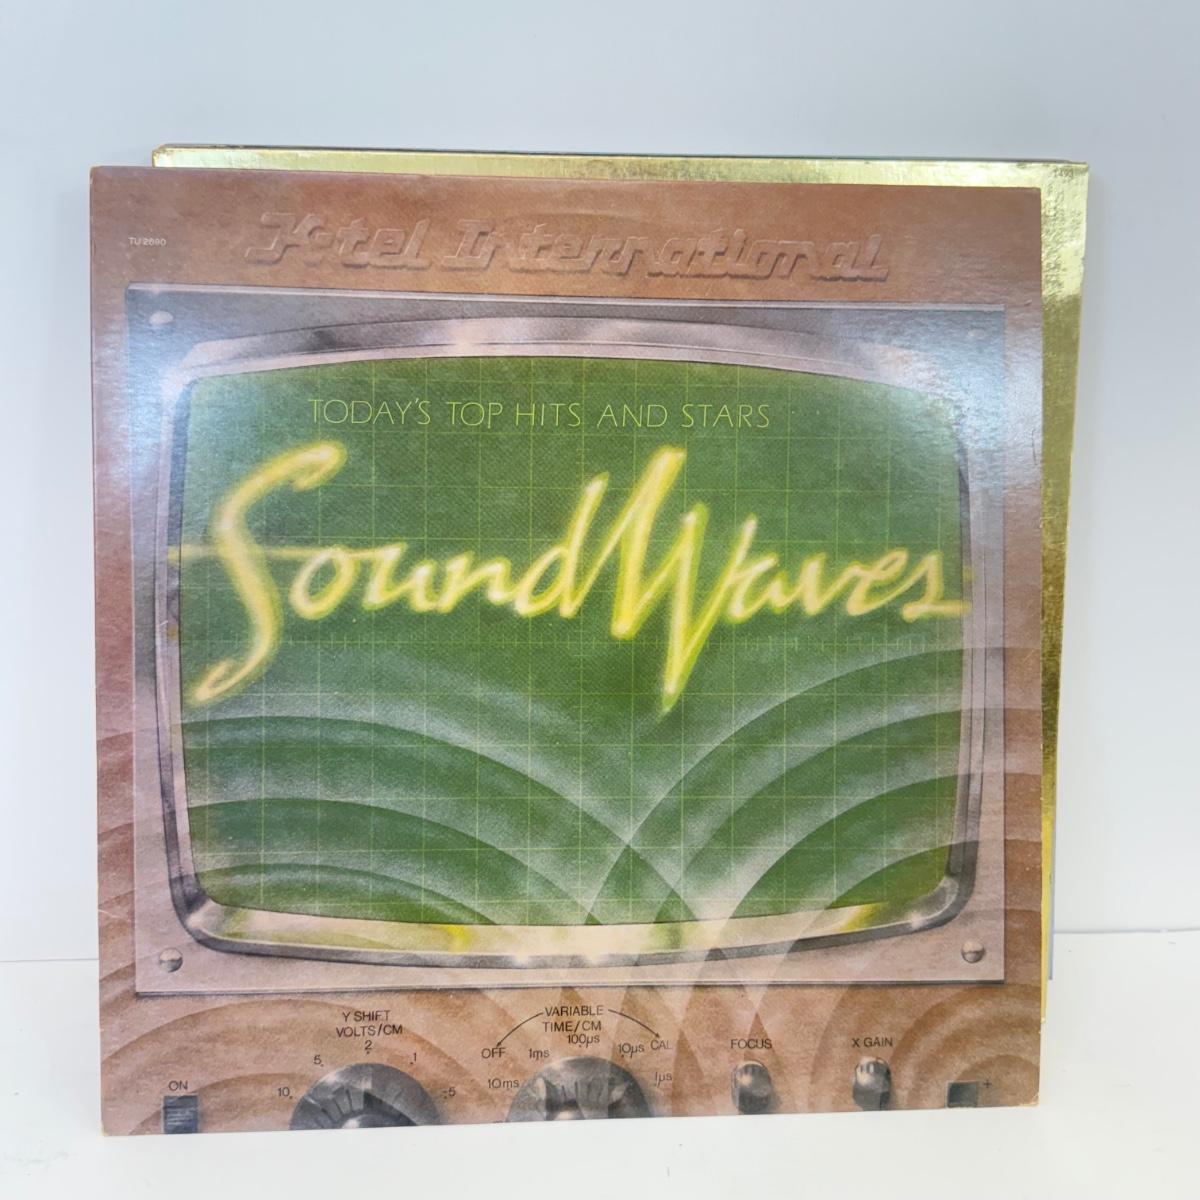 1493
TU 2690
K-tel International
TODAY'S TOP HITS AND STARS
SoundWaves
Y SHIFT
VOLTS/CM
10 5 2 .1 .5
VARIABLE
TIME/CM
OFF CAL
10ms 1ms 100µs 10µs 1µs
FOCUS
X GAIN
ON
+